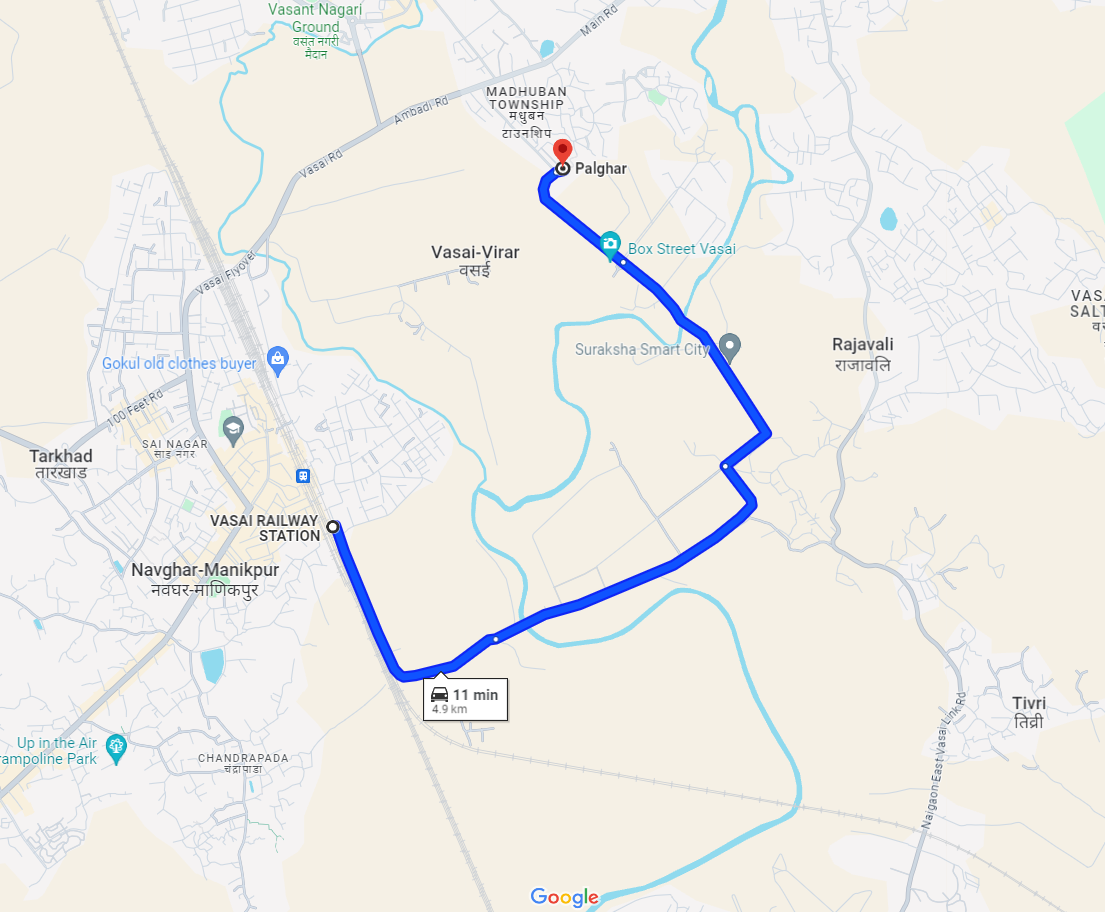 Vasant Nagari
Ground
वसंत नगरी
मैदान
Main Rd
MADHUBAN
TOWNSHIP
मधुबन
टाउनशिप
Ambadi Rd
Vasai Rd
Palghar
Box Street Vasai
Vasai-Virar
वसई
Vasai Flyover
VASA
SALT
Suraksha Smart City
Rajavali
राजावलि
Gokul old clothes buyer
100 Feet Rd
SAI NAGAR
साई नगर
Tarkhad
तारखाड
VASAI RAILWAY
STATION
Navghar-Manikpur
नवघर-माणिकपुर
11 min
4.9 km
Tivri
तिव्री
Naigaon East Vasai Link Rd
Up in the Air
rampoline Park
CHANDRAPADA
चंद्रापाडा
Google